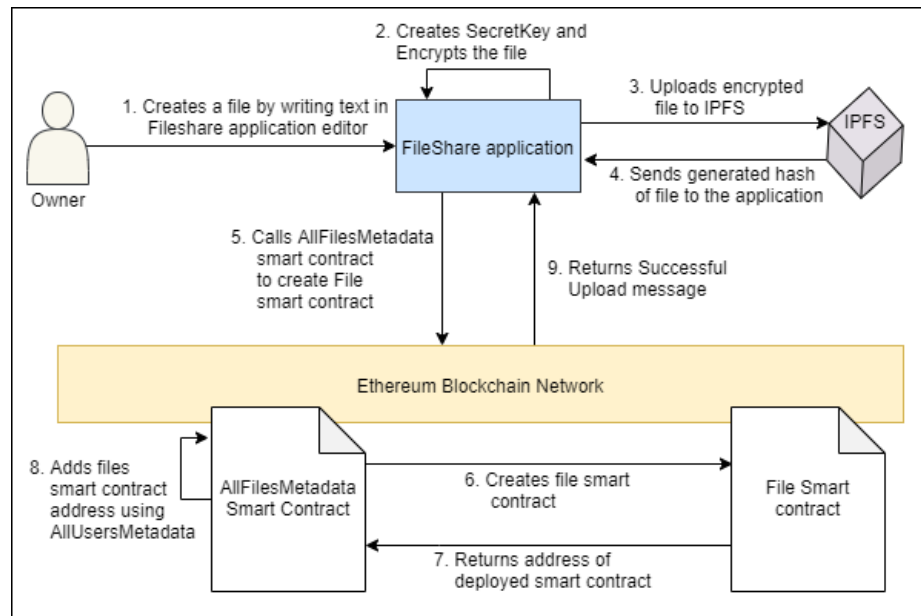 2. Creates SecretKey and
Encrypts the file
1. Creates a file by writing text in
Fileshare application editor
3. Uploads encrypted
file to IPFS
IPFS
FileShare application
4. Sends generated hash
of file to the application
Owner
5. Calls AllFilesMetadata
smart contract
to create File
smart contract
9. Returns Successful
Upload message
Ethereum Blockchain Network
8. Adds files
smart contract
address using
AllUsersMetadata
AllFilesMetadata
Smart Contract
6. Creates file smart
contract
File Smart
contract
7. Returns address of
deployed smart contract